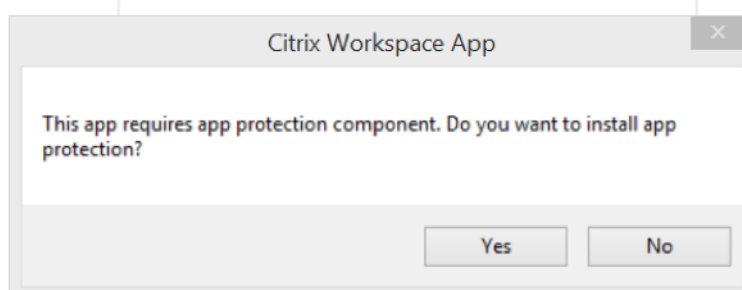 Citrix Workspace App
This app requires app protection component. Do you want to install app
protection?
Yes
No